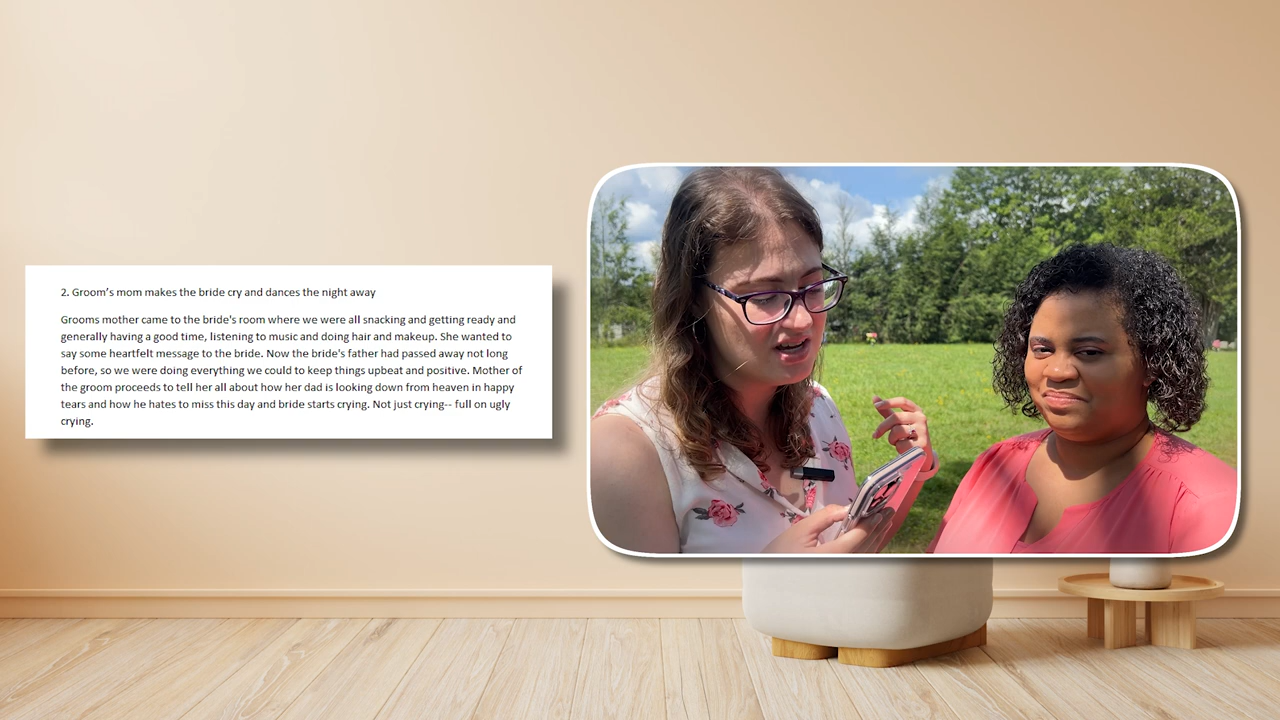 2. Groom's mom makes the bride cry and dances the night away
Grooms mother came to the bride's room where we were all snacking and getting ready and
generally having a good time, listening to music and doing hair and makeup. She wanted to
say some heartfelt message to the bride. Now the bride's father had passed away not long
before, so we were doing everything we could to keep things upbeat and positive. Mother of
the groom proceeds to tell her all about how her dad is looking down from heaven in happy
tears and how he hates to miss this day and bride starts crying. Not just crying-- full on ugly
crying.